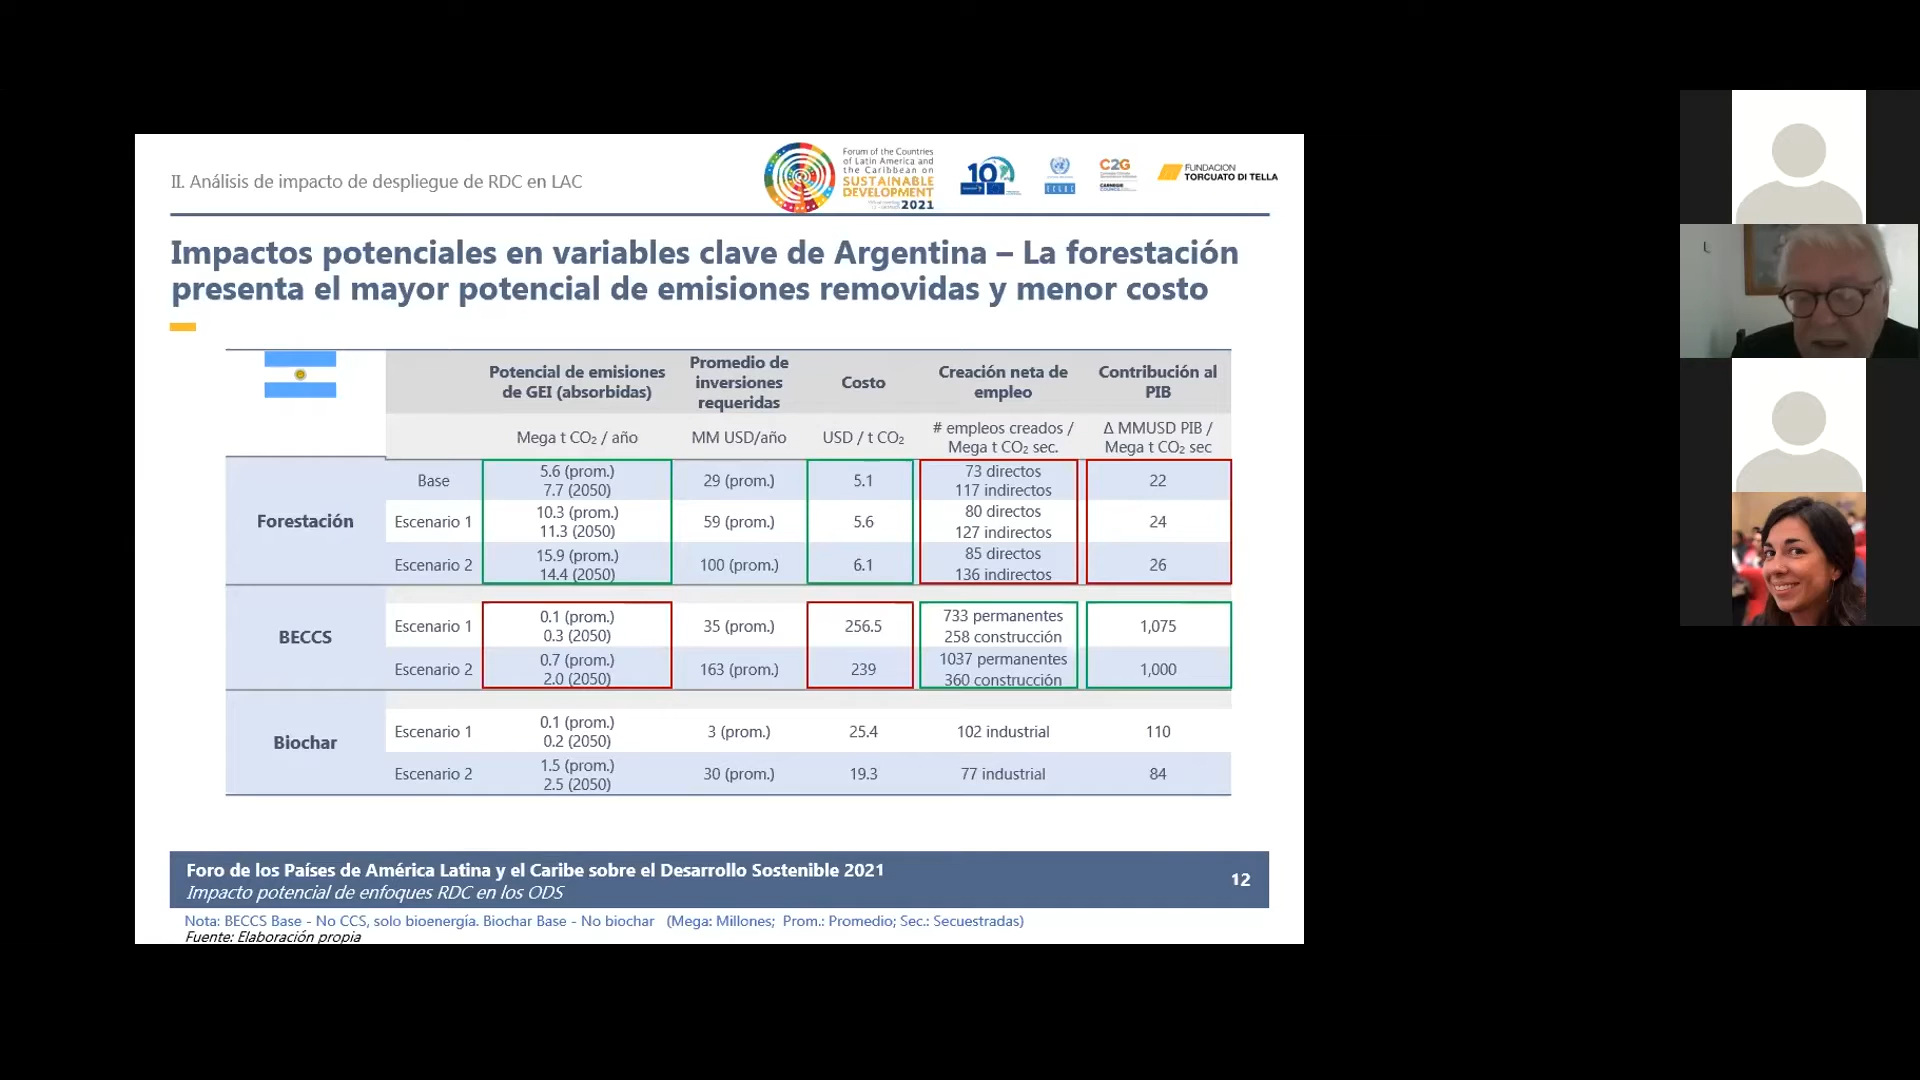 II. Análisis de impacto de despliegue de RDC en LAC
Forum of the Countries
of Latin America and
the Caribbean on
SUSTAINABLE
DEVELOPMENT
2021
10
ECLAC
C2G
CARNEGIE
COUNCIL
FUNDACION
TORCUATO DI TELLA
Impactos potenciales en variables clave de Argentina – La forestación
presenta el mayor potencial de emisiones removidas y menor costo
Potencial de emisiones de GEI (absorbidas) Promedio de inversiones requeridas Costo Creación neta de empleo Contribución al PIB
Mega t CO₂ / año MM USD/año USD / t CO₂ # empleos creados / Mega t CO₂ sec. Δ MMUSD PIB / Mega t CO₂ sec
Forestación
Base 5.6 (prom.) 7.7 (2050) 29 (prom.) 5.1 73 directos 117 indirectos 22
Escenario 1 10.3 (prom.) 11.3 (2050) 59 (prom.) 5.6 80 directos 127 indirectos 24
Escenario 2 15.9 (prom.) 14.4 (2050) 100 (prom.) 6.1 85 directos 136 indirectos 26
BECCS
Escenario 1 0.1 (prom.) 0.3 (2050) 35 (prom.) 256.5 733 permanentes 258 construcción 1,075
Escenario 2 0.7 (prom.) 2.0 (2050) 163 (prom.) 239 1037 permanentes 360 construcción 1,000
Biochar
Escenario 1 0.1 (prom.) 0.2 (2050) 3 (prom.) 25.4 102 industrial 110
Escenario 2 1.5 (prom.) 2.5 (2050) 30 (prom.) 19.3 77 industrial 84
Foro de los Países de América Latina y el Caribe sobre el Desarrollo Sostenible 2021
Impacto potencial de enfoques RDC en los ODS
12
Nota: BECCS Base - No CCS, solo bioenergía. Biochar Base - No biochar (Mega: Millones; Prom.: Promedio; Sec.: Secuestradas)
Fuente: Elaboración propia